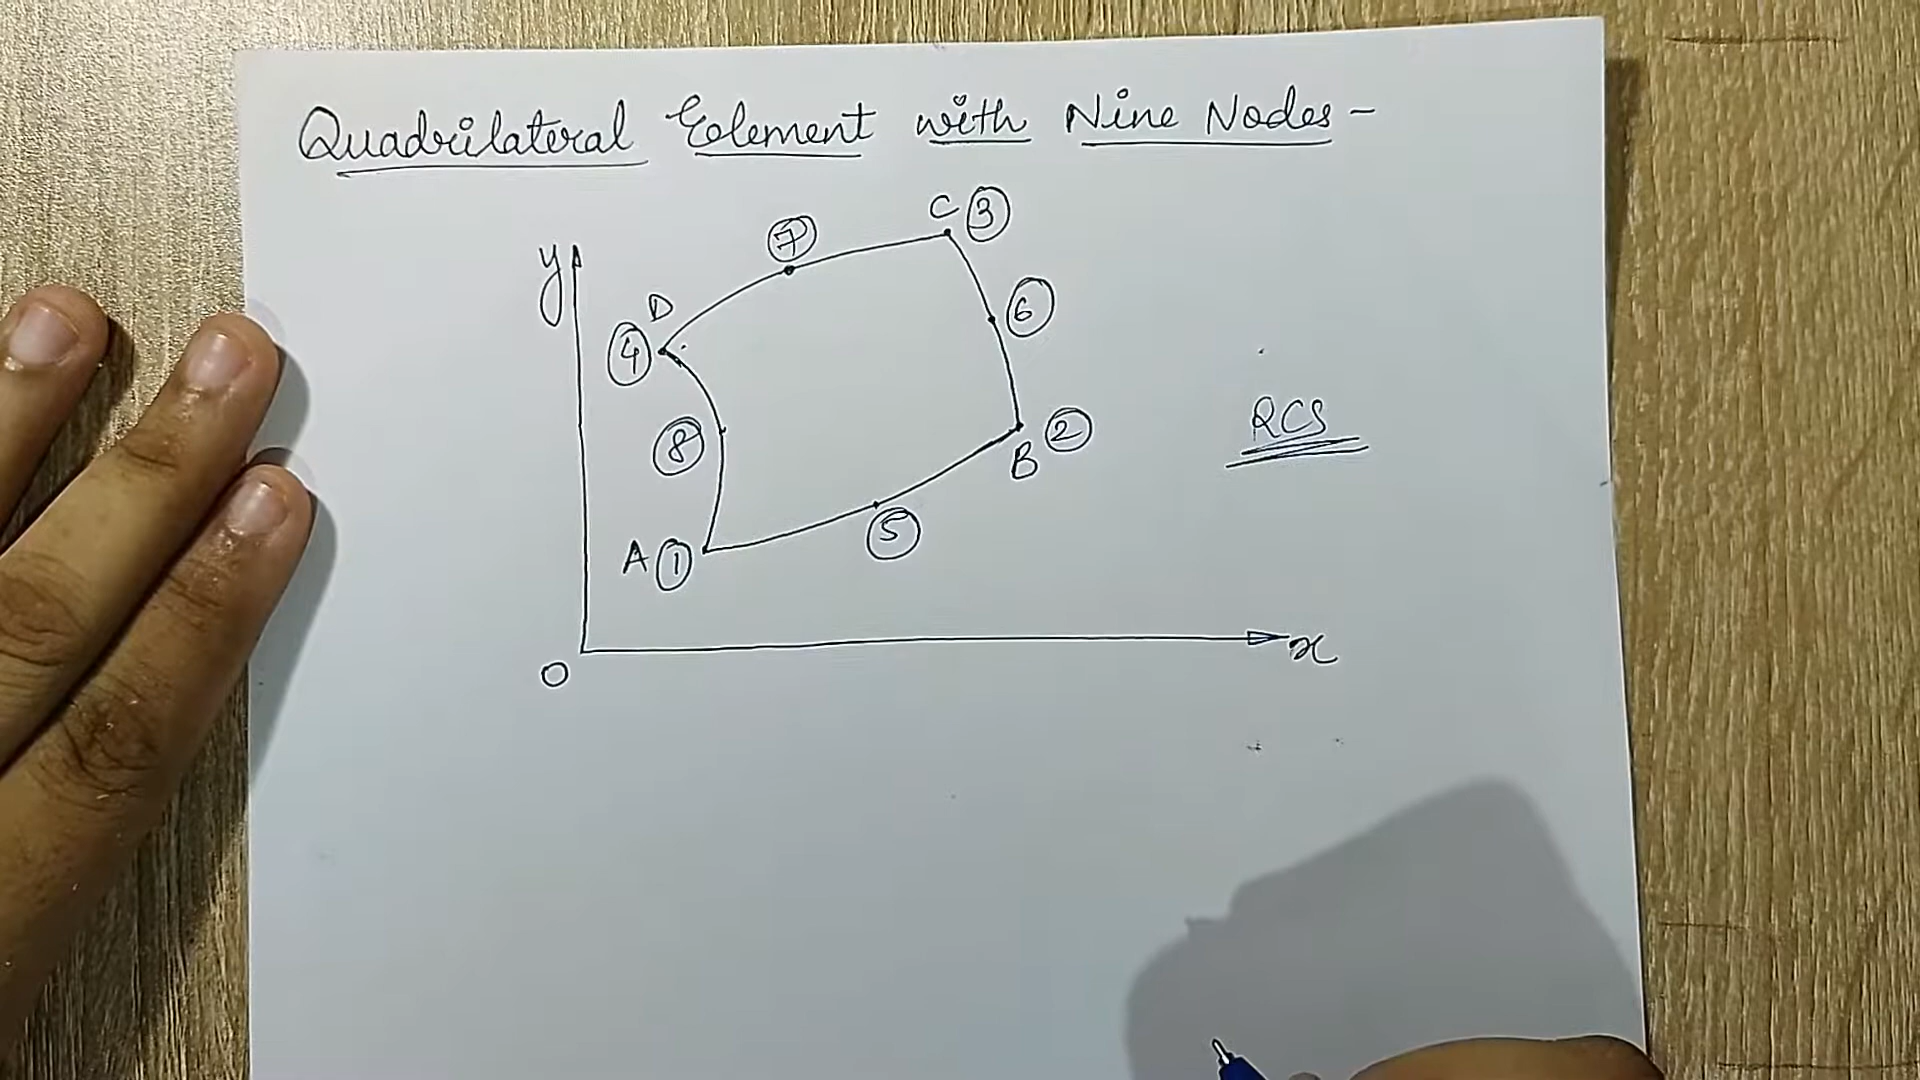 Quadrilateral Element with Nine Nodes -
C 3
7
y
D
6
4
RCS
8
B 2
5
A 1
x
O